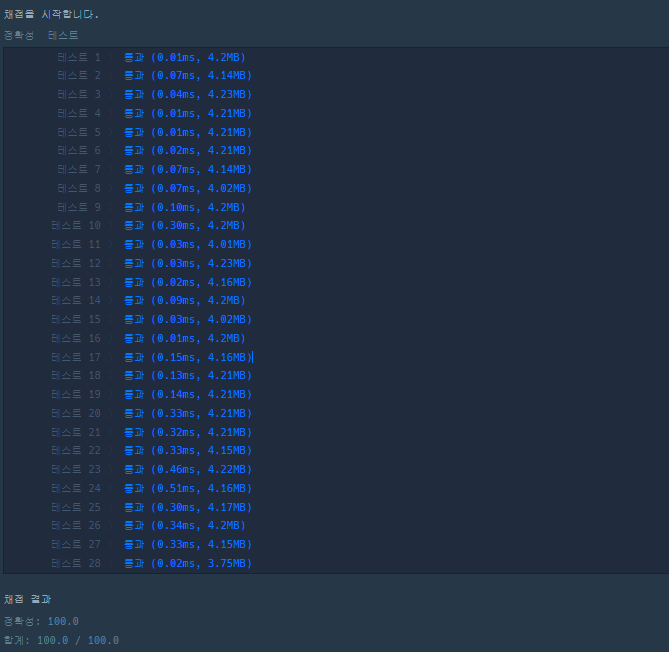 채점을 시작합니다.
정확성 테스트
테스트 1 통과 (0.01ms, 4.2MB)
테스트 2 통과 (0.07ms, 4.14MB)
테스트 3 통과 (0.04ms, 4.23MB)
테스트 4 통과 (0.01ms, 4.21MB)
테스트 5 통과 (0.01ms, 4.21MB)
테스트 6 통과 (0.02ms, 4.21MB)
테스트 7 통과 (0.07ms, 4.14MB)
테스트 8 통과 (0.07ms, 4.02MB)
테스트 9 통과 (0.10ms, 4.2MB)
테스트 10 통과 (0.30ms, 4.2MB)
테스트 11 통과 (0.03ms, 4.01MB)
테스트 12 통과 (0.03ms, 4.23MB)
테스트 13 통과 (0.02ms, 4.16MB)
테스트 14 통과 (0.09ms, 4.2MB)
테스트 15 통과 (0.03ms, 4.02MB)
테스트 16 통과 (0.01ms, 4.2MB)
테스트 17 통과 (0.15ms, 4.16MB)
테스트 18 통과 (0.13ms, 4.21MB)
테스트 19 통과 (0.14ms, 4.21MB)
테스트 20 통과 (0.33ms, 4.21MB)
테스트 21 통과 (0.32ms, 4.21MB)
테스트 22 통과 (0.33ms, 4.15MB)
테스트 23 통과 (0.46ms, 4.22MB)
테스트 24 통과 (0.51ms, 4.16MB)
테스트 25 통과 (0.30ms, 4.17MB)
테스트 26 통과 (0.34ms, 4.2MB)
테스트 27 통과 (0.33ms, 4.15MB)
테스트 28 통과 (0.02ms, 3.75MB)
채점 결과
정확성: 100.0
합계: 100.0 / 100.0